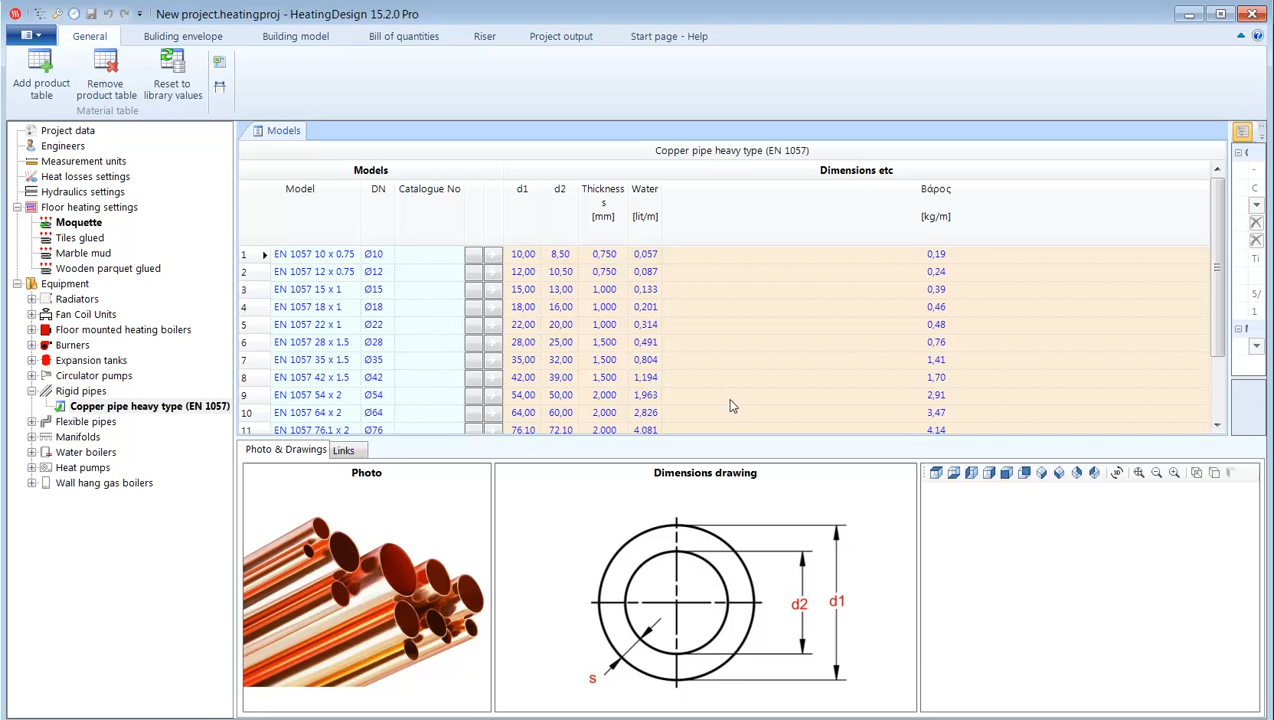 New project.heatingproj - HeatingDesign 15.2.0 Pro
General Building envelope Building model Bill of quantities Riser Project output Start page - Help
Add product table
Remove product table
Reset to library values
Material table
Project data
Engineers
Measurement units
Heat losses settings
Hydraulics settings
Floor heating settings
Moquette
Tiles glued
Marble mud
Wooden parquet glued
Equipment
Radiators
Fan Coil Units
Floor mounted heating boilers
Burners
Expansion tanks
Circulator pumps
Rigid pipes
Copper pipe heavy type (EN 1057)
Flexible pipes
Manifolds
Water boilers
Heat pumps
Wall hang gas boilers
Models
Copper pipe heavy type (EN 1057)
Models Dimensions etc
Model DN Catalogue No d1 d2 Thickness Water Βάρος
s
[mm] [lit/m] [kg/m]
1 EN 1057 10 x 0.75 Ø10 10,00 8,50 0,750 0,057 0,19
2 EN 1057 12 x 0.75 Ø12 12,00 10,50 0,750 0,087 0,24
3 EN 1057 15 x 1 Ø15 15,00 13,00 1,000 0,133 0,39
4 EN 1057 18 x 1 Ø18 18,00 16,00 1,000 0,201 0,46
5 EN 1057 22 x 1 Ø22 22,00 20,00 1,000 0,314 0,48
6 EN 1057 28 x 1.5 Ø28 28,00 25,00 1,500 0,491 0,76
7 EN 1057 35 x 1.5 Ø35 35,00 32,00 1,500 0,804 1,41
8 EN 1057 42 x 1.5 Ø42 42,00 39,00 1,500 1,194 1,70
9 EN 1057 54 x 2 Ø54 54,00 50,00 2,000 1,963 2,91
10 EN 1057 64 x 2 Ø64 64,00 60,00 2,000 2,826 3,47
11 EN 1057 76.1 x 2 Ø76 76,10 72,10 2,000 4,081 4,14
Photo & Drawings Links
Photo
Dimensions drawing
d2 d1
s
Ti
5/
1